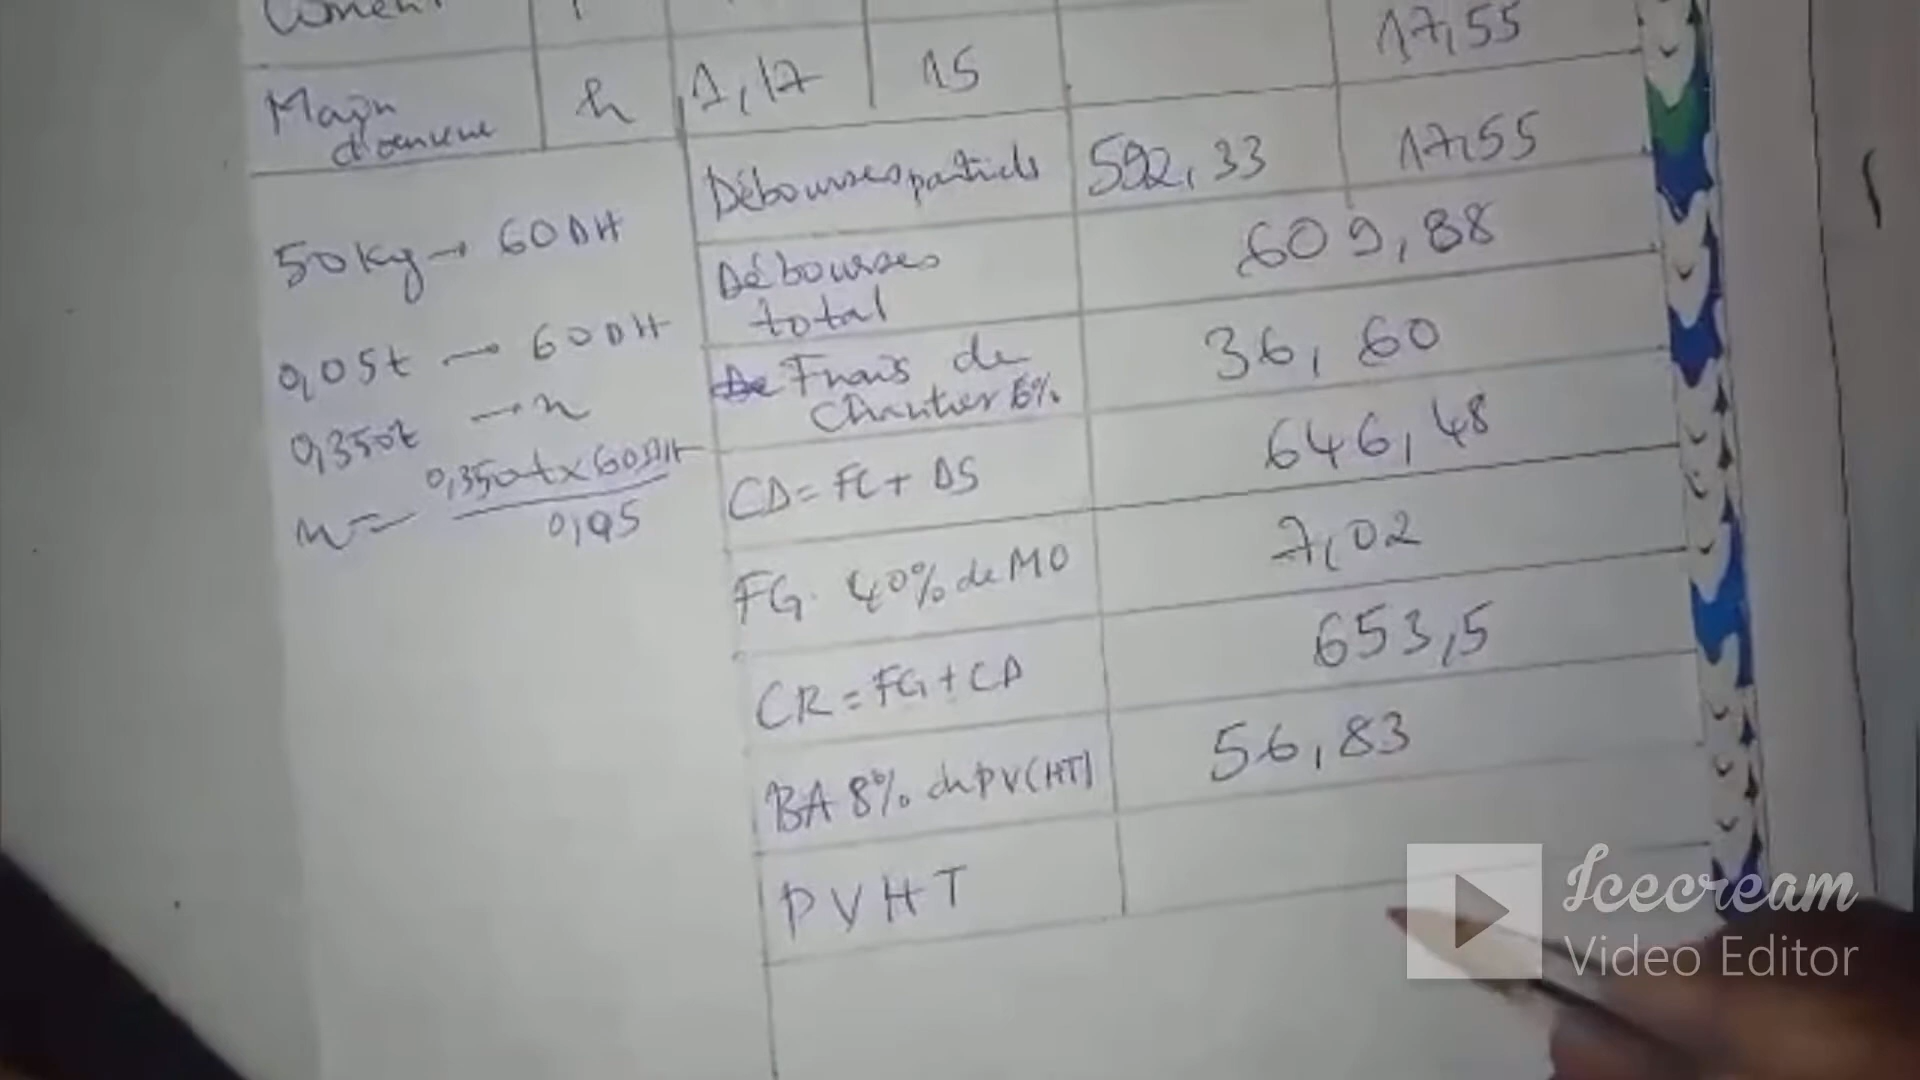 Ciment
17,55
Main
d'oeuvre
h
1,17
15
Débourses partiels
592,33
17,55
50Kg → 60DH
0,05t → 60DH
0,350t → x
x = 0,350t x 60DH
0,05
Débourses
total
609,88
Frais de
Chantier 6%
36,60
CD = FC + DS
646,48
FG 40% de MO
7,02
CR = FG + CD
653,5
BA 8% du PV(HT)
56,83
PVHT
Icecream
Video Editor